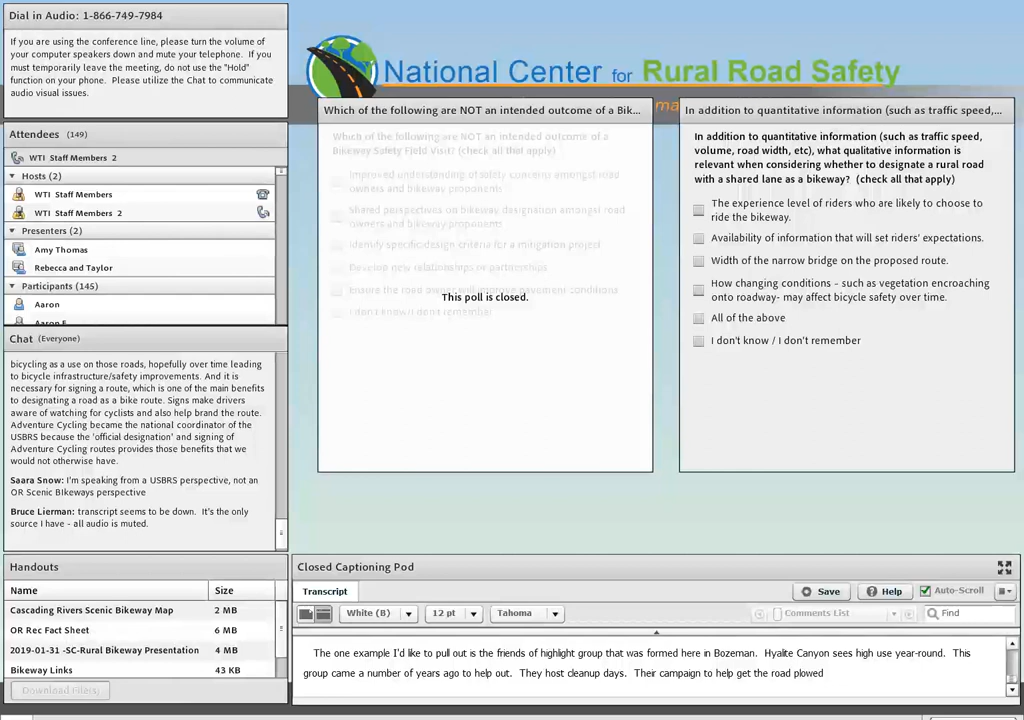 Dial in Audio: 1-866-749-7984
If you are using the conference line, please turn the volume of
your computer speakers down and mute your telephone. If you
must temporarily leave the meeting, do not use the "Hold"
function on your phone. Please utilize the Chat to communicate
audio visual issues.
Attendees (149)
WTI Staff Members 2
Hosts (2)
WTI Staff Members
WTI Staff Members 2
Presenters (2)
Amy Thomas
Rebecca and Taylor
Participants (145)
Aaron
Aaron F
Chat (Everyone)
bicycling as a use on those roads, hopefully over time leading
to bicycle infrastructure/safety improvements. And it is
necessary for signing a route, which is one of the main benefits
to designating a road as a bike route. Signs make drivers
aware of watching for cyclists and also help brand the route.
Adventure Cycling became the national coordinator of the
USBRS because the 'official designation' and signing of
Adventure Cycling routes provides those benefits that we
would not otherwise have.
Saara Snow: I'm speaking from a USBRS perspective, not an
OR Scenic BIkeways perspective
Bruce Lierman: transcript seems to be down. It's the only
source I have - all audio is muted.
Handouts
Name Size
Cascading Rivers Scenic Bikeway Map 2 MB
OR Rec Fact Sheet 6 MB
2019-01-31 -SC-Rural Bikeway Presentation 4 MB
Bikeway Links 43 KB
Download File(s)
National Center for Rural Road Safety
ma
Which of the following are NOT an intended outcome of a Bik...
Which of the following are NOT an intended outcome of a
Bikeway Safety Field Visit? (check all that apply)
Improved understanding of safety concerns amongst road
owners and bikeway proponents
Shared perspectives on bikeway designation amongst road
owners and bikeway proponents
Identify specific design criteria for a mitigation project
Develop new relationships or partnerships
Ensure the road owner will improve pavement conditions
This poll is closed.
I don't know/I don't remember
In addition to quantitative information (such as traffic speed,...
In addition to quantitative information (such as traffic speed,
volume, road width, etc), what qualitative information is
relevant when considering whether to designate a rural road
with a shared lane as a bikeway? (check all that apply)
The experience level of riders who are likely to choose to
ride the bikeway.
Availability of information that will set riders' expectations.
Width of the narrow bridge on the proposed route.
How changing conditions - such as vegetation encroaching
onto roadway- may affect bicycle safety over time.
All of the above
I don't know / I don't remember
Closed Captioning Pod
Transcript Save Help Auto-Scroll
White (B) 12 pt Tahoma Comments List Find
The one example I'd like to pull out is the friends of highlight group that was formed here in Bozeman. Hyalite Canyon sees high use year-round. This
group came a number of years ago to help out. They host cleanup days. Their campaign to help get the road plowed